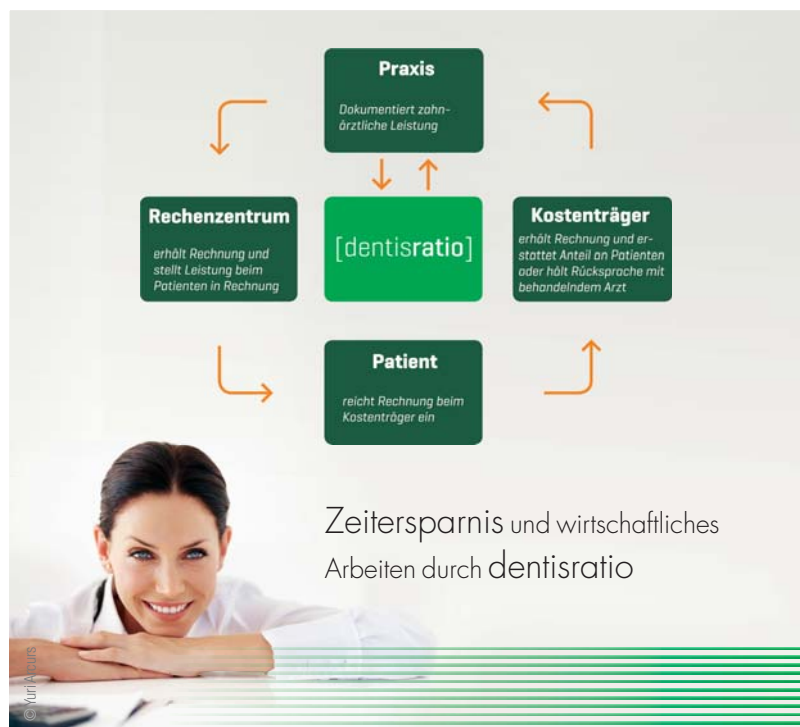 Praxis
Dokumentiert zahn-
ärztliche Leistung
Rechenzentrum
erhält Rechnung und
stellt Leistung beim
Patienten in Rechnung
[dentisratio]
Kostenträger
erhält Rechnung und er-
stattet Anteil an Patienten
oder hält Rücksprache mit
behandelndem Arzt
Patient
reicht Rechnung beim
Kostenträger ein
Zeitersparnis und wirtschaftliches
Arbeiten durch dentisratio
© Yuri Arcurs